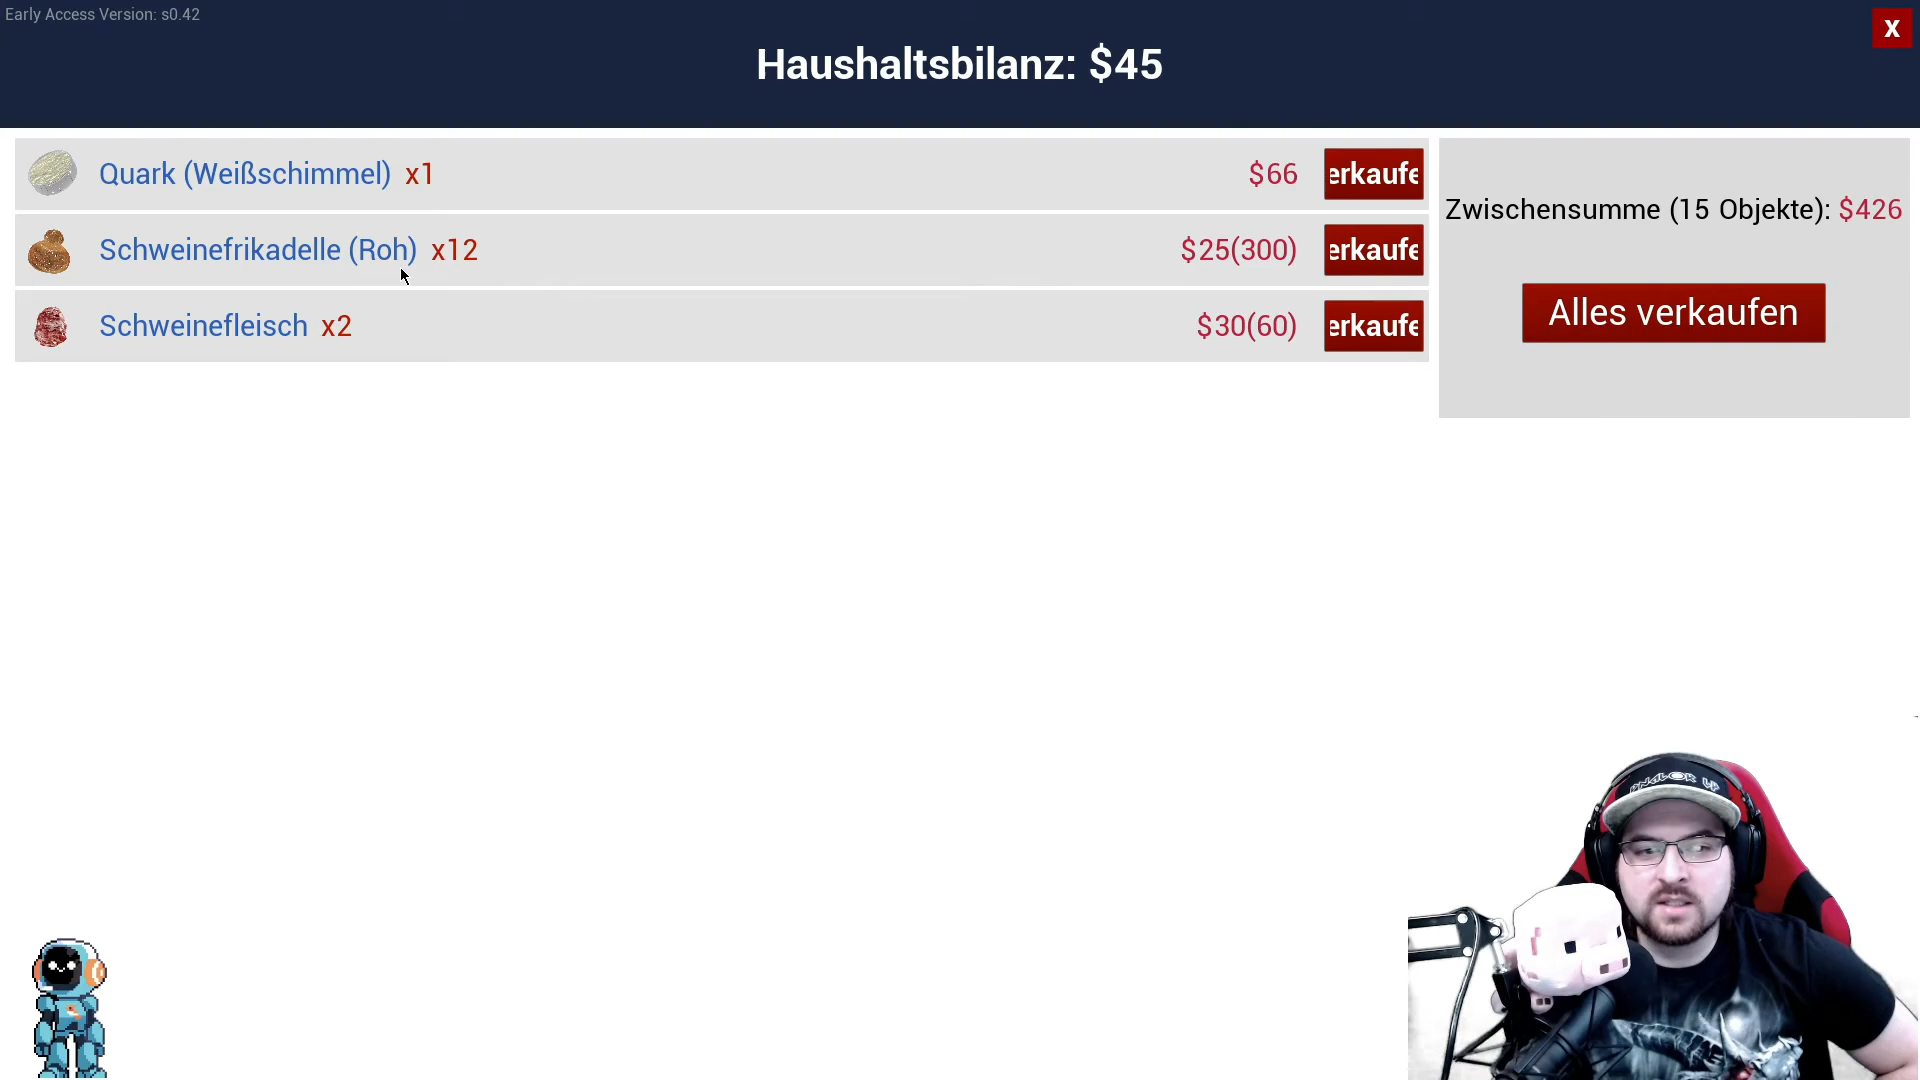 Early Access Version: s0.42
X
Haushaltsbilanz: $45
Quark (Weißschimmel) x1 $66 erkaufe
Schweinefrikadelle (Roh) x12 $25(300) erkaufe
Schweinefleisch x2 $30(60) erkaufe
Zwischensumme (15 Objekte): $426
Alles verkaufen